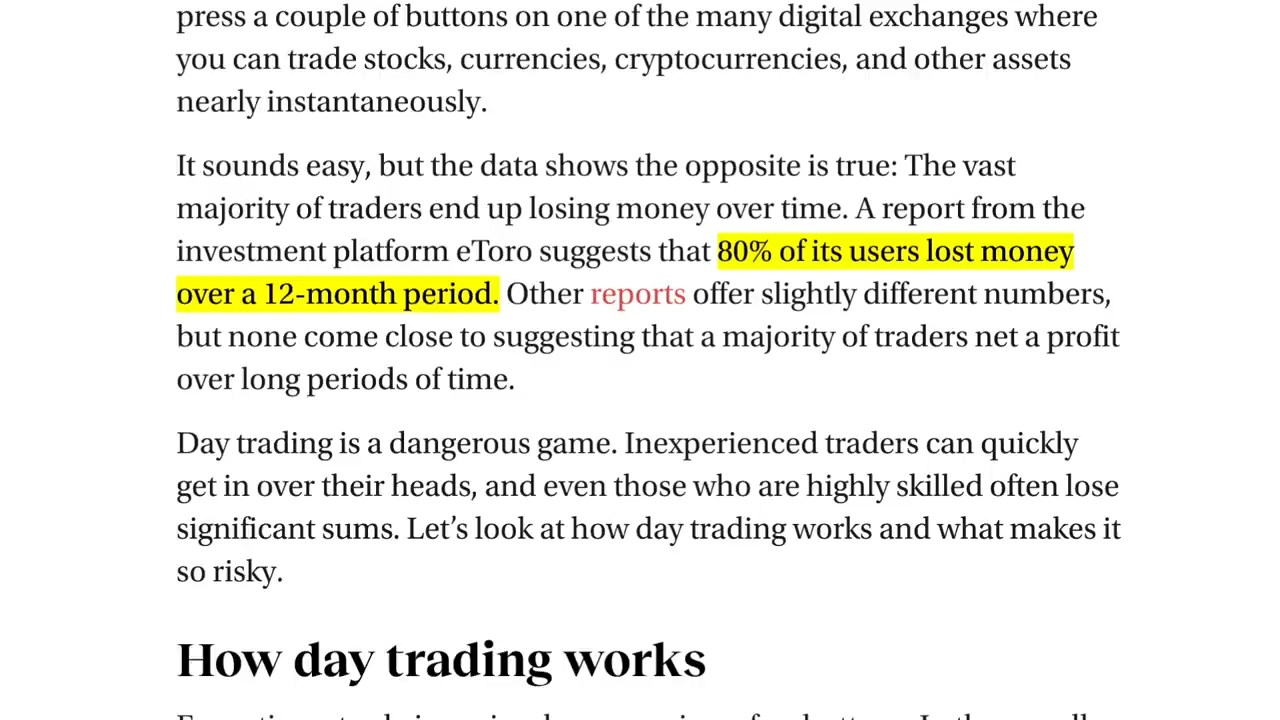 press a couple of buttons on one of the many digital exchanges where
you can trade stocks, currencies, cryptocurrencies, and other assets
nearly instantaneously.
It sounds easy, but the data shows the opposite is true: The vast
majority of traders end up losing money over time. A report from the
investment platform eToro suggests that 80% of its users lost money
over a 12-month period. Other reports offer slightly different numbers,
but none come close to suggesting that a majority of traders net a profit
over long periods of time.
Day trading is a dangerous game. Inexperienced traders can quickly
get in over their heads, and even those who are highly skilled often lose
significant sums. Let’s look at how day trading works and what makes it
so risky.
How day trading works